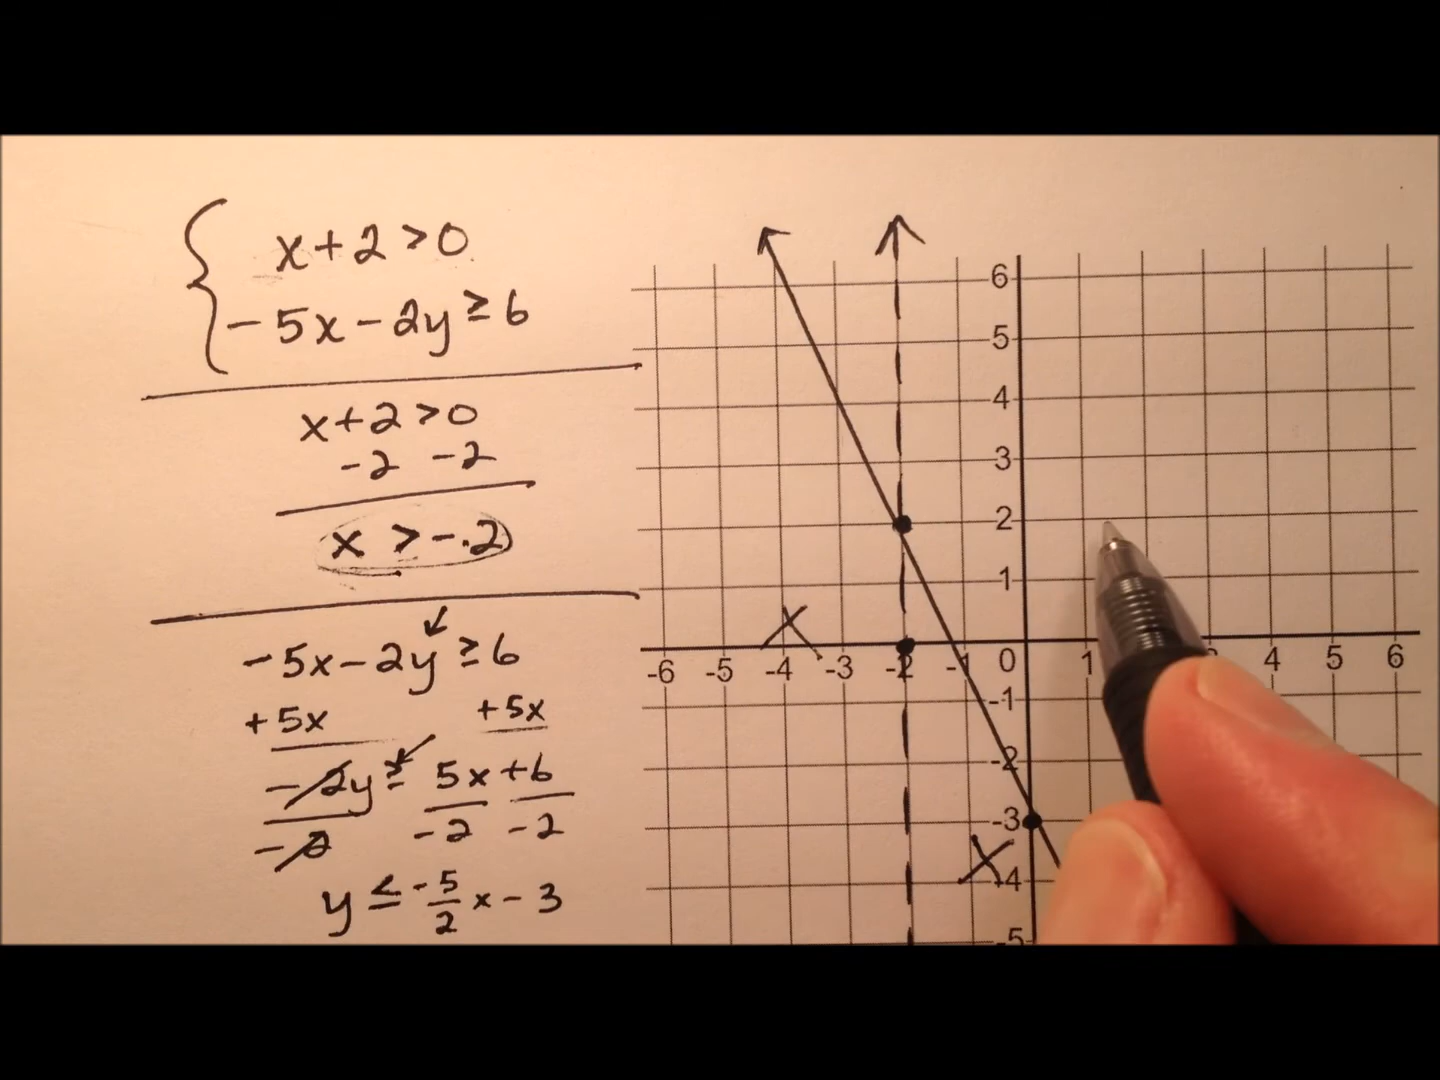 x+2>0
-5x-2y≥6
x+2>0
-2 -2
x >-2
-5x-2y≥6
+5x +5x
-2y≥ 5x+6
-2 -2 -2
y≤-5/2x-3
6
5
4
3
2
1
-6 -5 -4 -3 -2 -1 0 1 4 5 6
-1
-2
-3
-4
-5